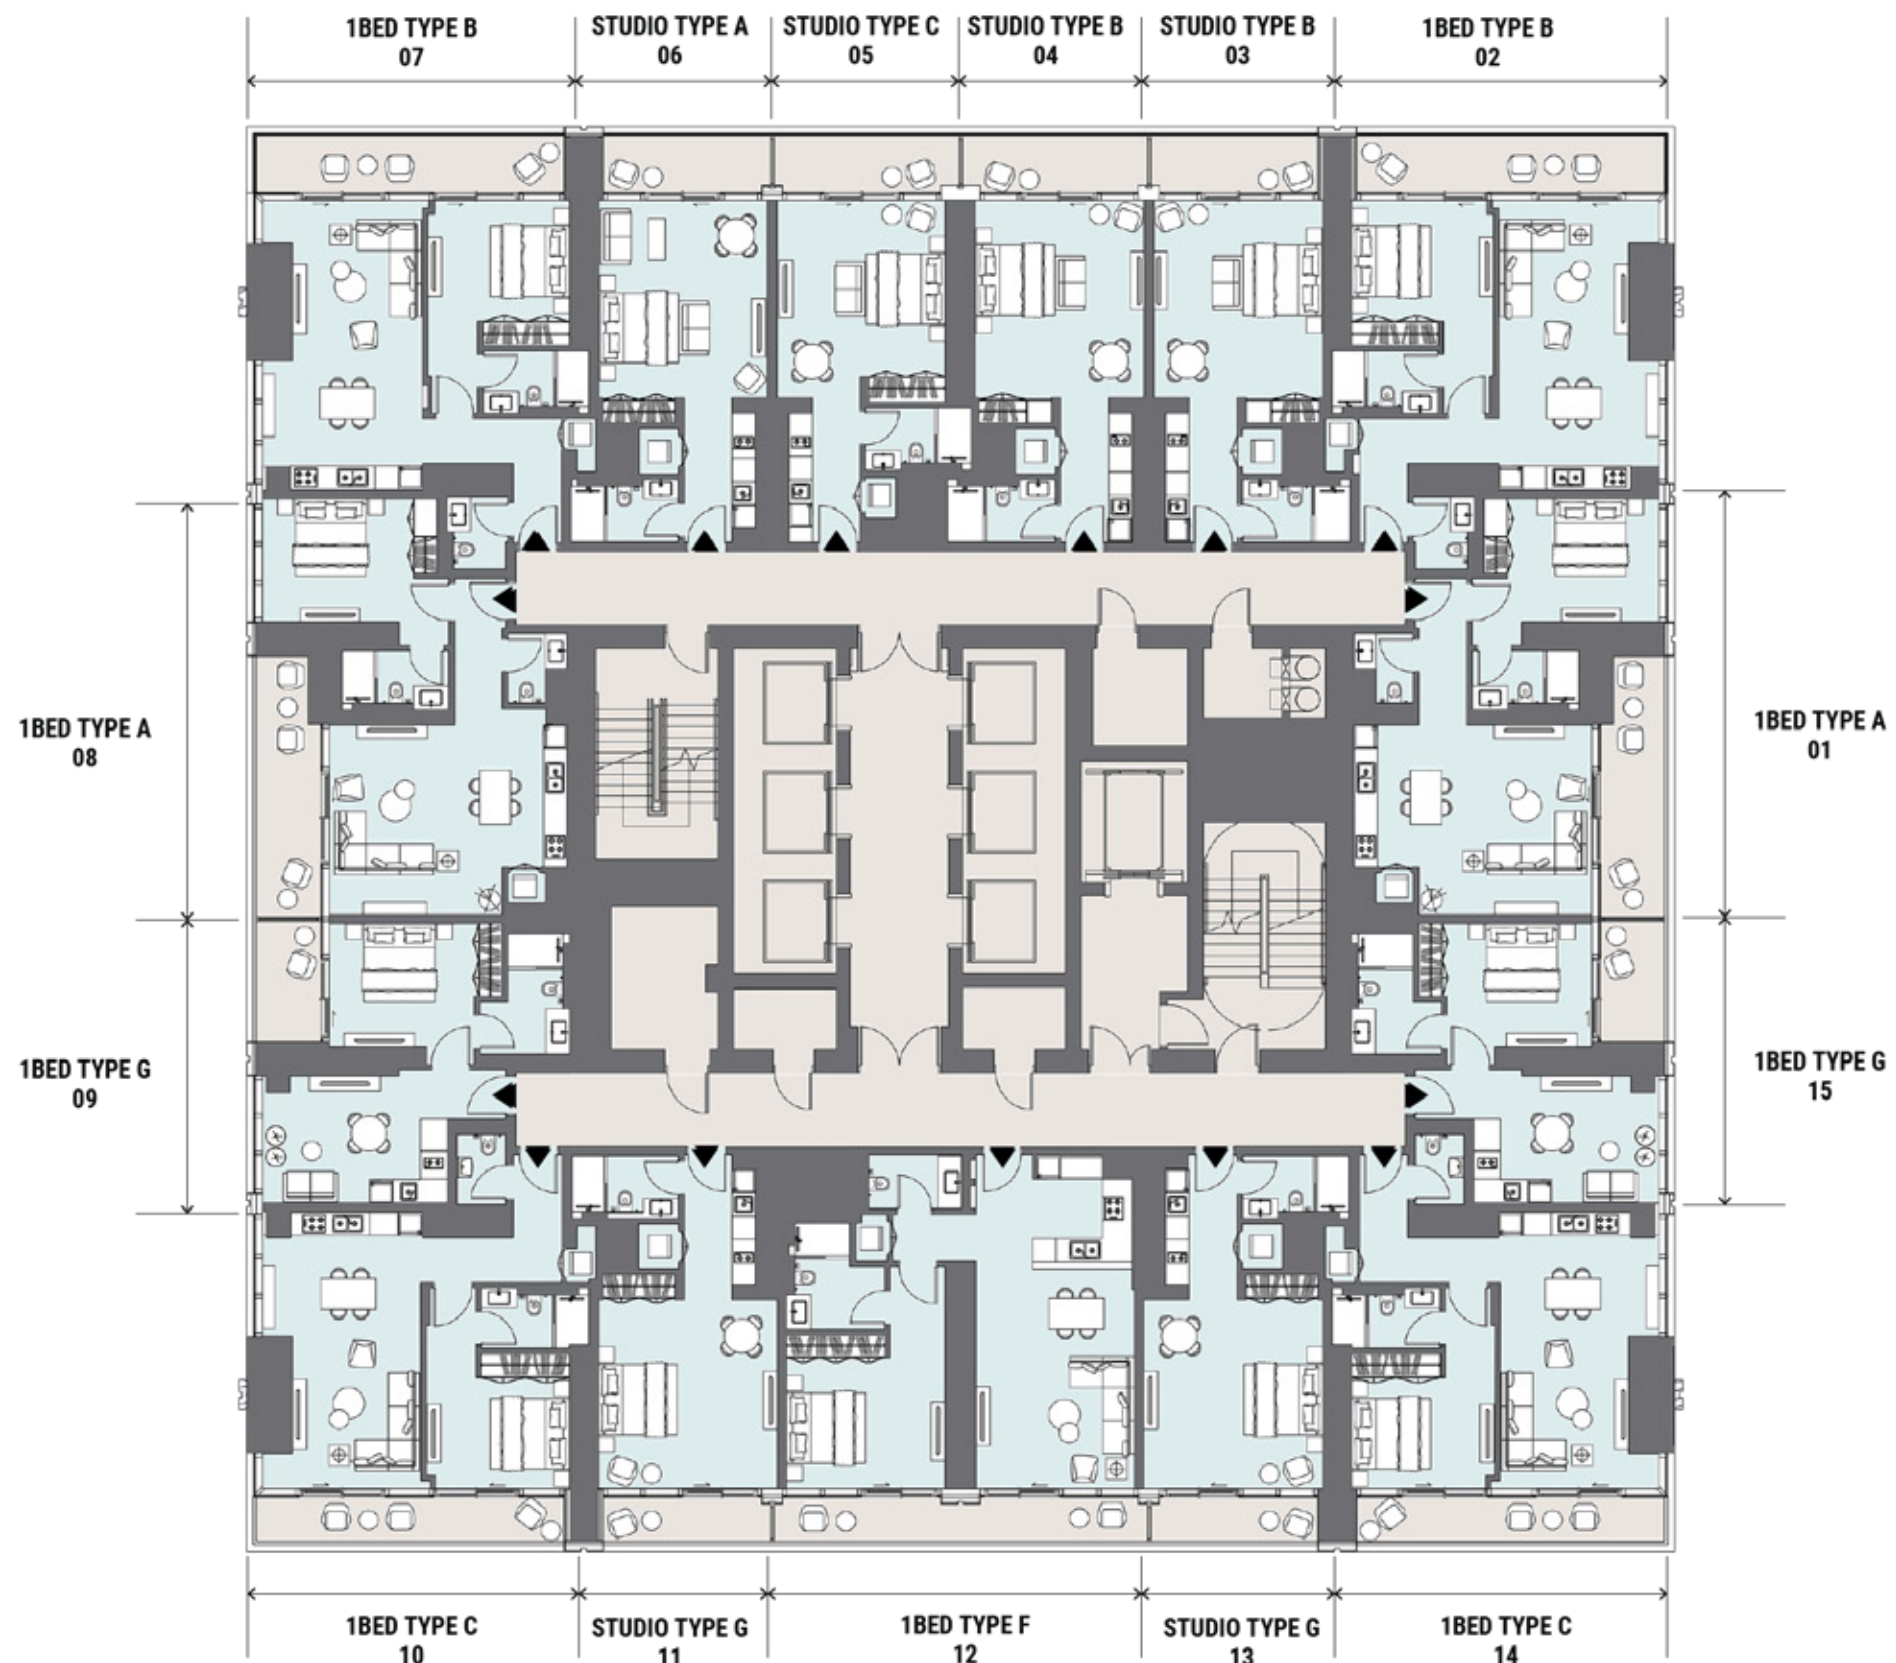 1BED TYPE B
07
STUDIO TYPE A
06
STUDIO TYPE C
05
STUDIO TYPE B
04
STUDIO TYPE B
03
1BED TYPE B
02
1BED TYPE A
08
1BED TYPE A
01
1BED TYPE G
09
1BED TYPE G
15
1BED TYPE C
10
STUDIO TYPE G
11
1BED TYPE F
12
STUDIO TYPE G
13
1BED TYPE C
14